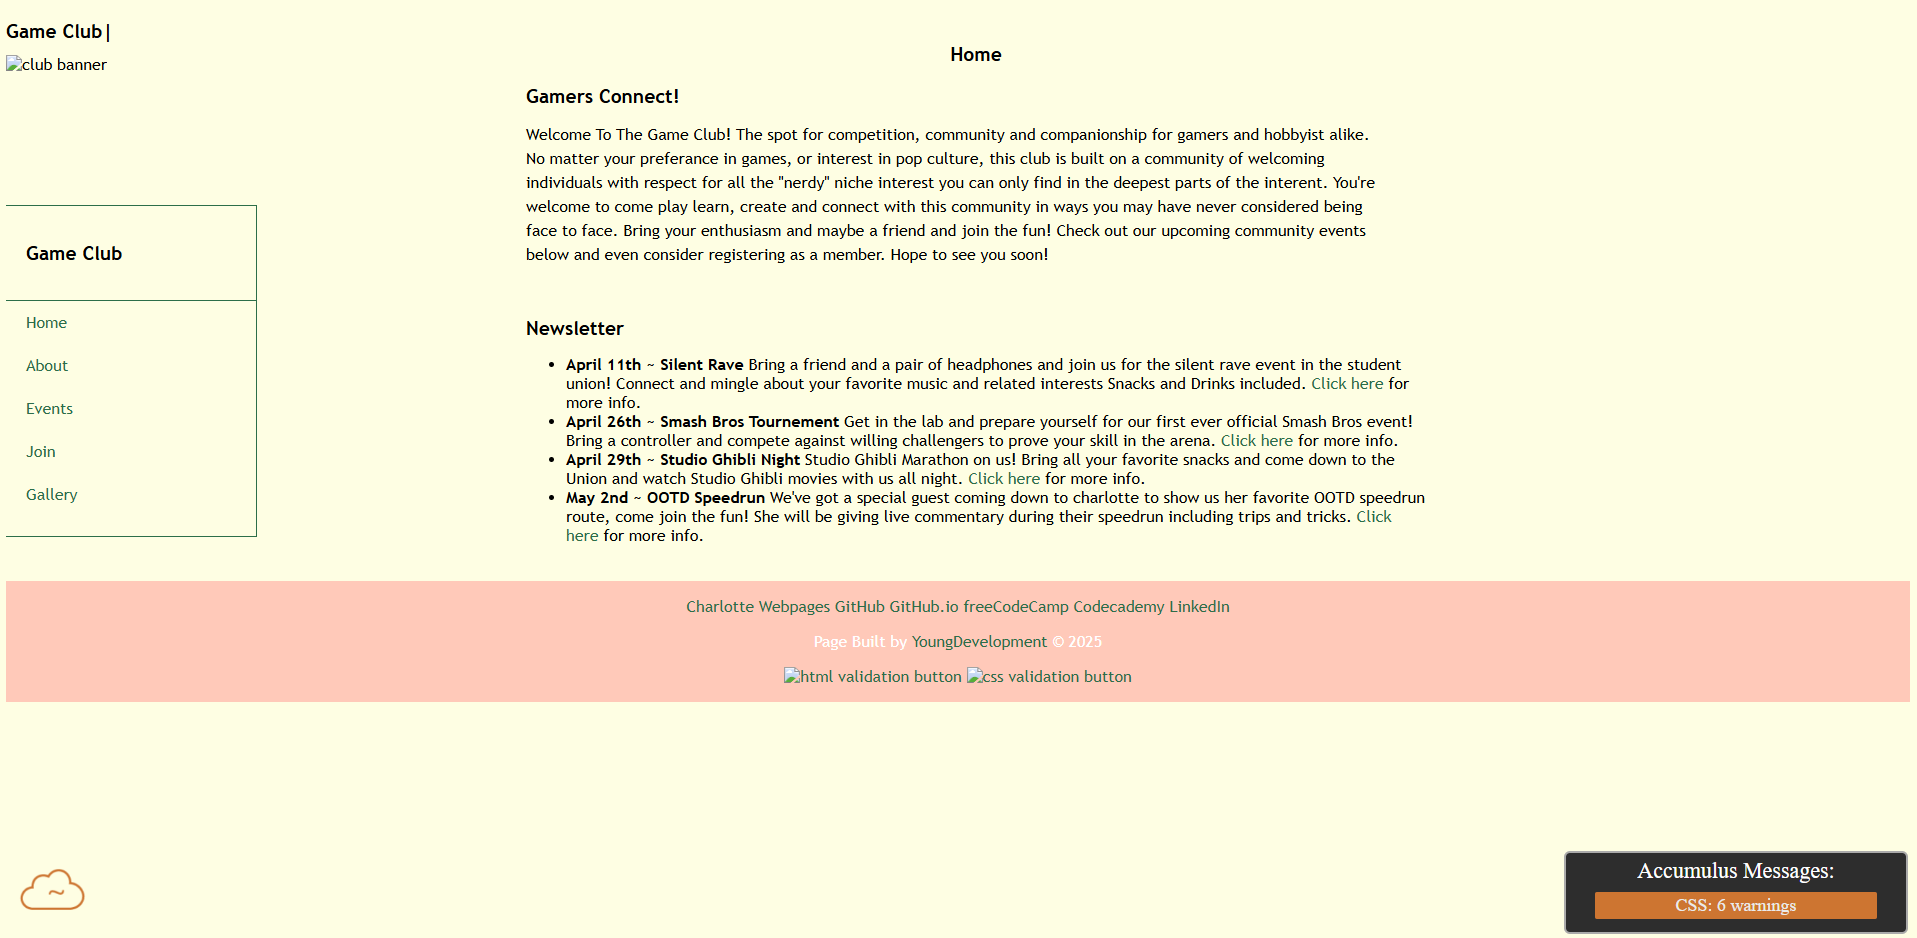 Game Club|
club banner
Home
Gamers Connect!
Welcome To The Game Club! The spot for competition, community and companionship for gamers and hobbyist alike.
No matter your preferance in games, or interest in pop culture, this club is built on a community of welcoming
individuals with respect for all the "nerdy" niche interest you can only find in the deepest parts of the interent. You're
welcome to come play learn, create and connect with this community in ways you may have never considered being
face to face. Bring your enthusiasm and maybe a friend and join the fun! Check out our upcoming community events
below and even consider registering as a member. Hope to see you soon!
Game Club
Home
About
Events
Join
Gallery
Newsletter
• April 11th ~ Silent Rave Bring a friend and a pair of headphones and join us for the silent rave event in the student
union! Connect and mingle about your favorite music and related interests Snacks and Drinks included. Click here for
more info.
• April 26th ~ Smash Bros Tournement Get in the lab and prepare yourself for our first ever official Smash Bros event!
Bring a controller and compete against willing challengers to prove your skill in the arena. Click here for more info.
• April 29th ~ Studio Ghibli Night Studio Ghibli Marathon on us! Bring all your favorite snacks and come down to the
Union and watch Studio Ghibli movies with us all night. Click here for more info.
• May 2nd ~ OOTD Speedrun We've got a special guest coming down to charlotte to show us her favorite OOTD speedrun
route, come join the fun! She will be giving live commentary during their speedrun including trips and tricks. Click
here for more info.
Charlotte Webpages GitHub GitHub.io freeCodeCamp Codecademy LinkedIn
Page Built by YoungDevelopment © 2025
html validation button css validation button
~
Accumulus Messages:
CSS: 6 warnings